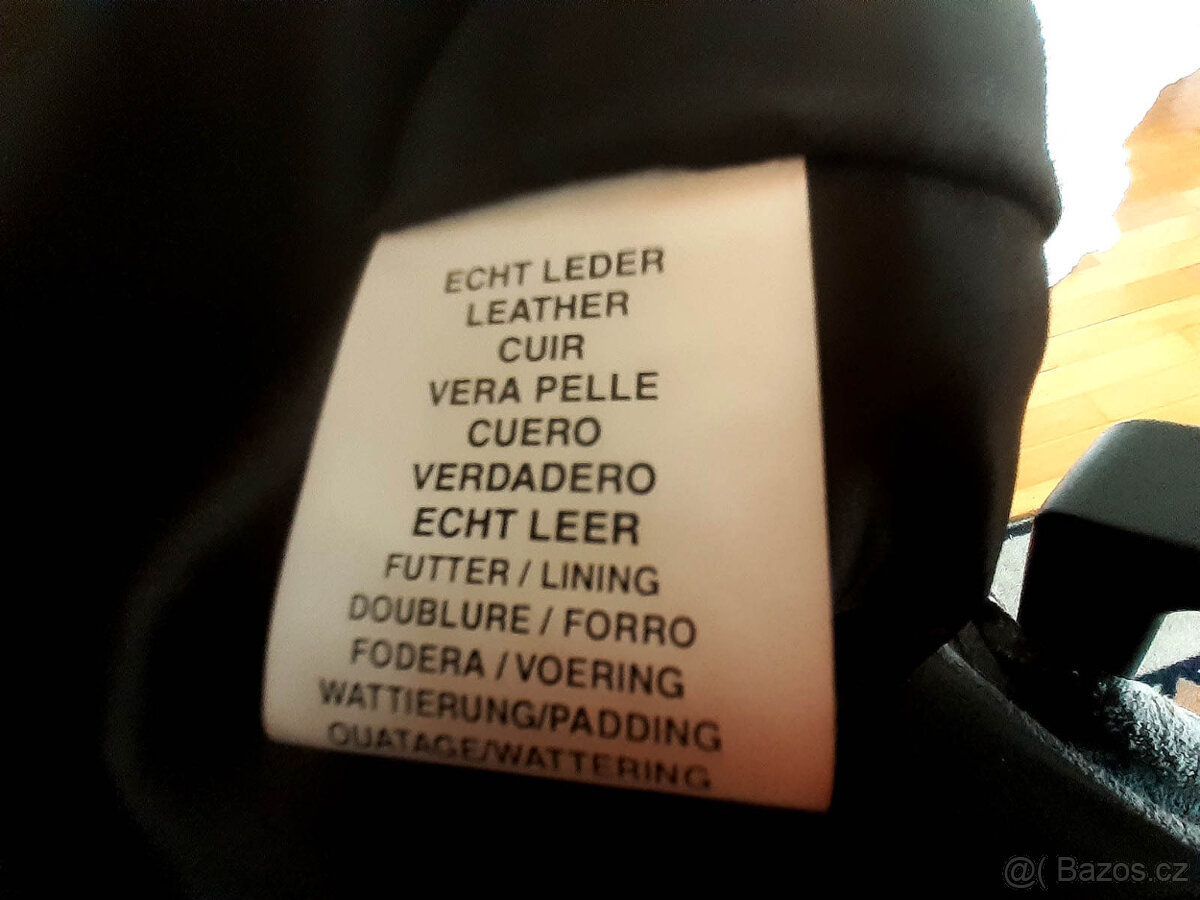 ECHT LEDER
LEATHER
CUIR
VERA PELLE
CUERO
VERDADERO
ECHT LEER
FUTTER / LINING
DOUBLURE / FORRO
FODERA / VOERING
WATTIERUNG/PADDING
OUATAGE/WATTERING
@( Bazos.cz